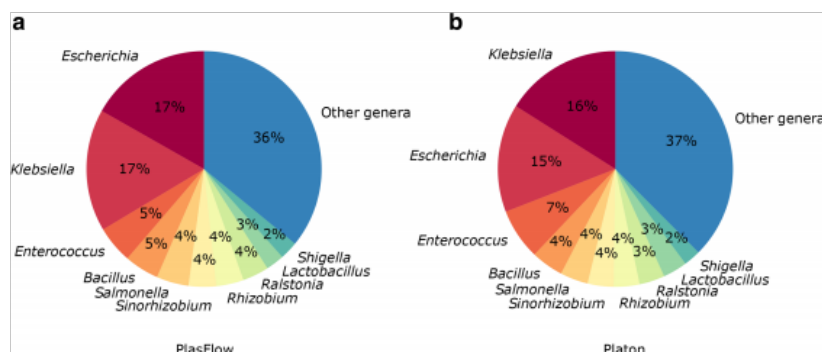 a
Escherichia
17%
Other genera
36%
Klebsiella
17%
5%
Enterococcus
5%
Bacillus
4%
Salmonella
4%
Sinorhizobium
4%
Rhizobium
4%
Ralstonia
3%
Lactobacillus
2%
Shigella
PlasFlow
b
Klebsiella
16%
Other genera
37%
Escherichia
15%
7%
Enterococcus
4%
Bacillus
4%
Salmonella
4%
Sinorhizobium
4%
Rhizobium
3%
Ralstonia
3%
Lactobacillus
2%
Shigella
Platon